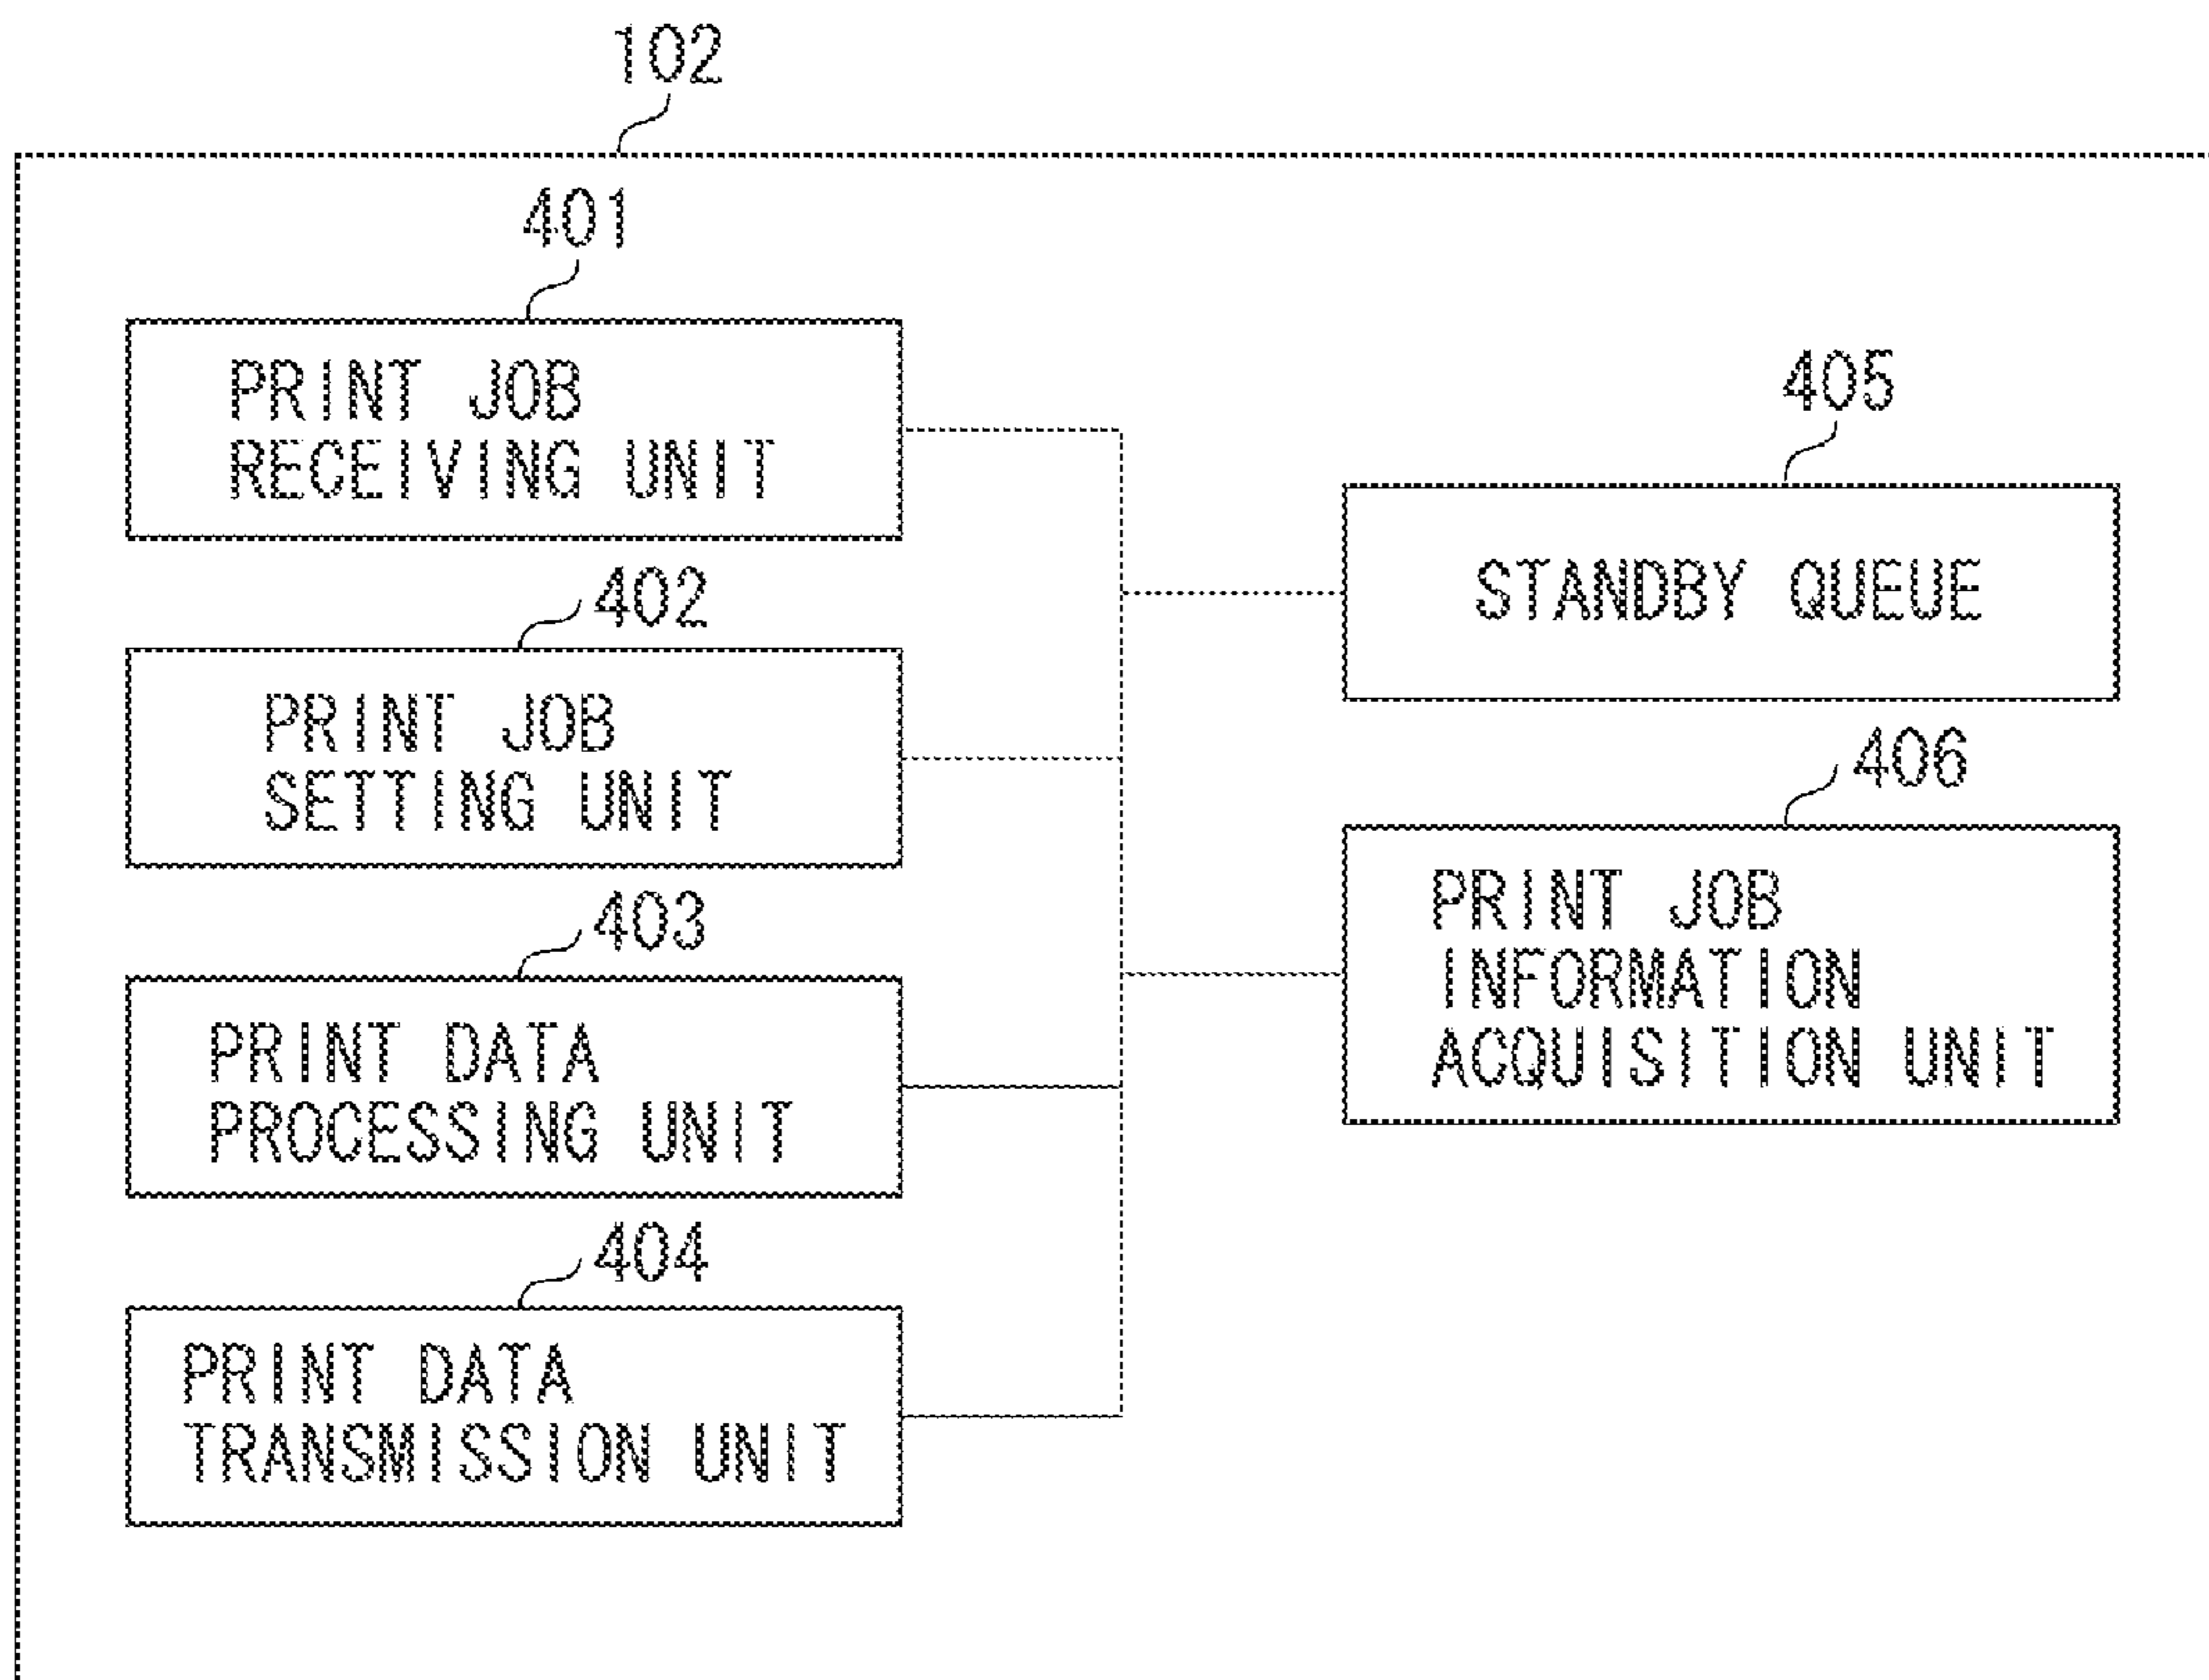 102
401
PRINT JOB
RECEIVING UNIT
402
PRINT JOB
SETTING UNIT
403
PRINT DATA
PROCESSING UNIT
404
PRINT DATA
TRANSMISSION UNIT
405
STANDBY QUEUE
406
PRINT JOB
INFORMATION
ACQUISITION UNIT